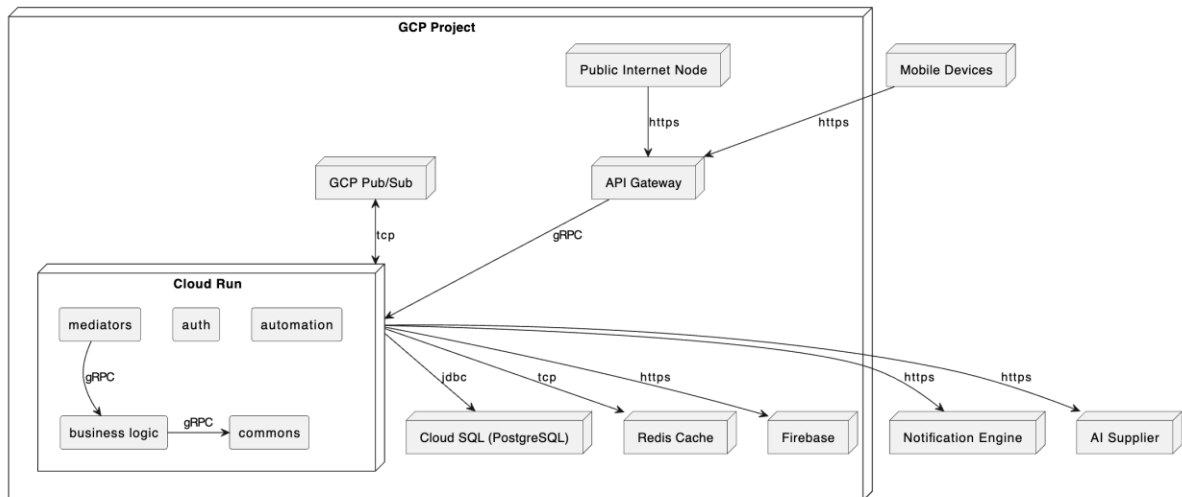 GCP Project
Public Internet Node
Mobile Devices
https
https
GCP Pub/Sub
API Gateway
tcp
gRPC
Cloud Run
mediators
auth
automation
gRPC
jdbc
tcp
https
https
https
business logic
gRPC
commons
Cloud SQL (PostgreSQL)
Redis Cache
Firebase
Notification Engine
AI Supplier